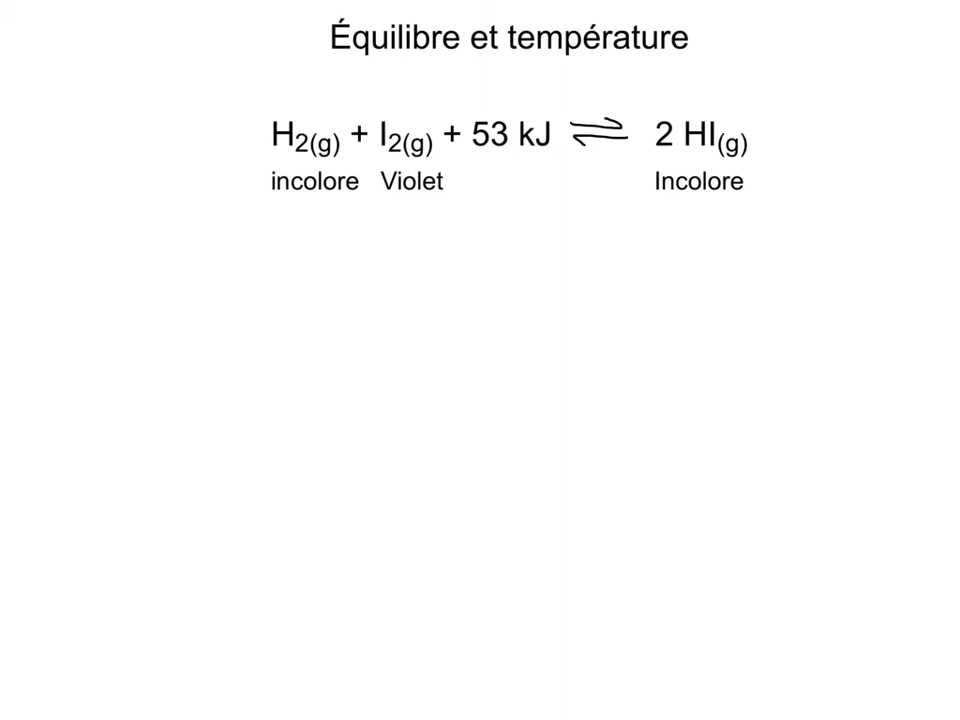 Équilibre et température
H2(g) + I2(g) + 53 kJ ⇌ 2 HI(g)
incolore Violet Incolore